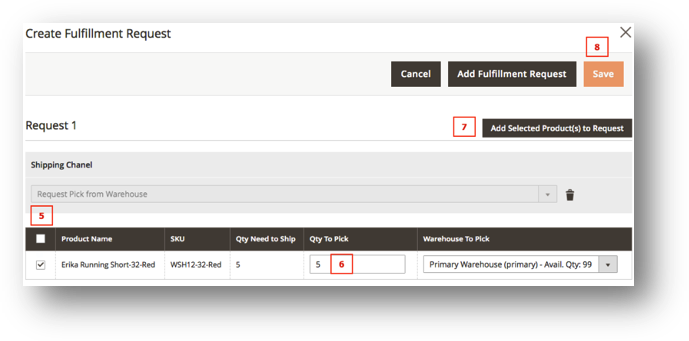 Create Fulfillment Request
8
Cancel Add Fulfillment Request Save
Request 1 7 Add Selected Product(s) to Request
Shipping Chanel
Request Pick from Warehouse
5
Product Name SKU Qty Need to Ship Qty To Pick Warehouse To Pick
Erika Running Short-32-Red WSH12-32-Red 5 5 6 Primary Warehouse (primary) - Avail. Qty: 99